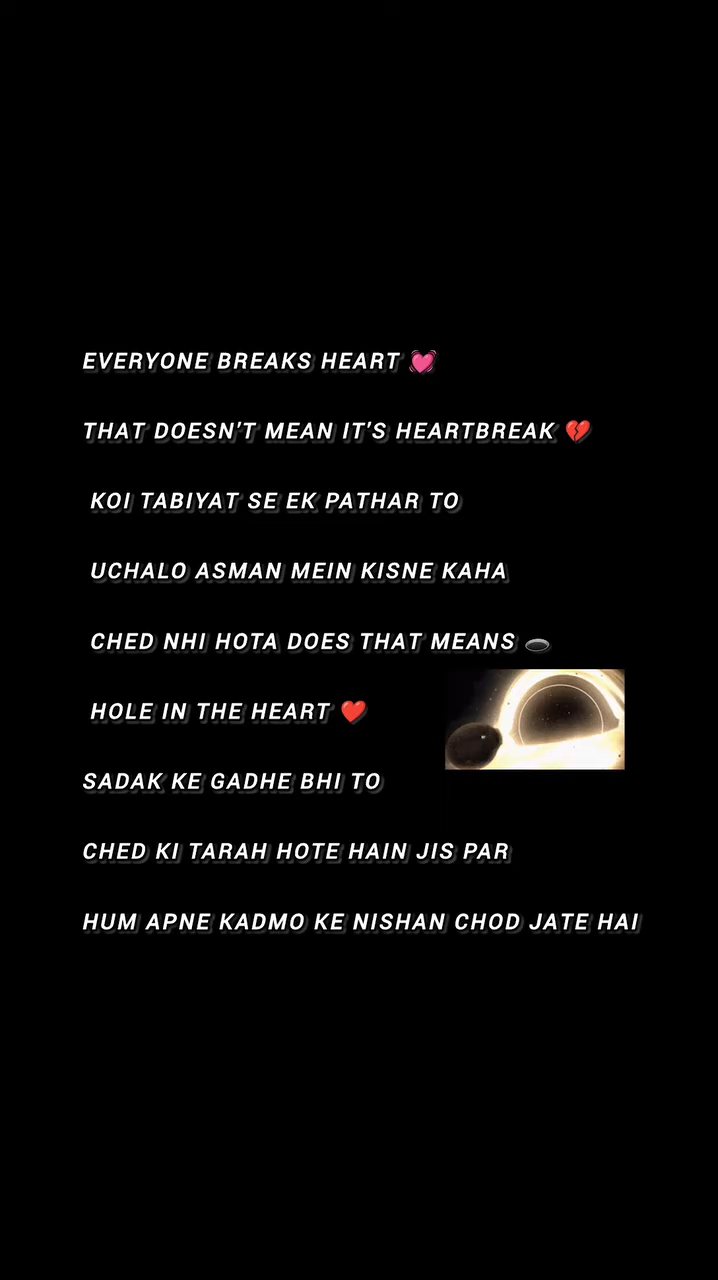 EVERYONE BREAKS HEART 💓
THAT DOESN'T MEAN IT'S HEARTBREAK 💔
KOI TABIYAT SE EK PATHAR TO
UCHALO ASMAN MEIN KISNE KAHA
CHED NHI HOTA DOES THAT MEANS 🕳️
HOLE IN THE HEART ❤️
SADAK KE GADHE BHI TO
CHED KI TARAH HOTE HAIN JIS PAR
HUM APNE KADMO KE NISHAN CHOD JATE HAI